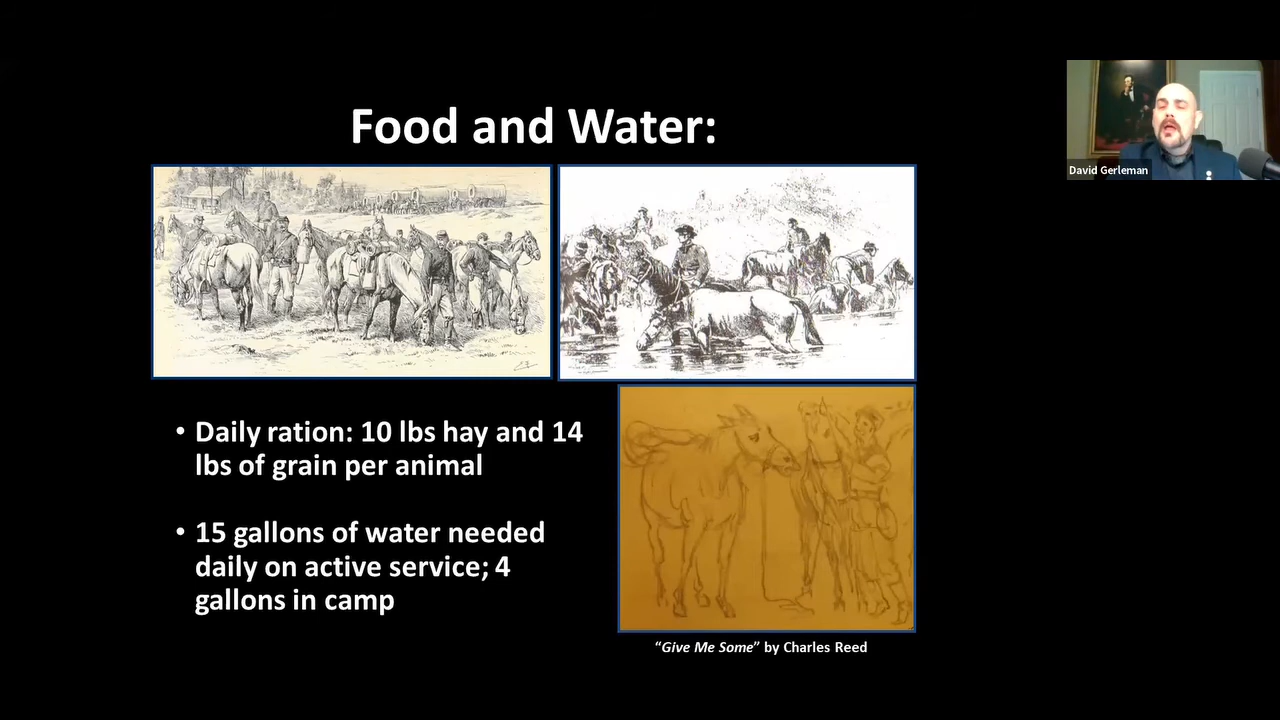 Food and Water:
David Gerleman
• Daily ration: 10 lbs hay and 14
lbs of grain per animal
• 15 gallons of water needed
daily on active service; 4
gallons in camp
“Give Me Some” by Charles Reed